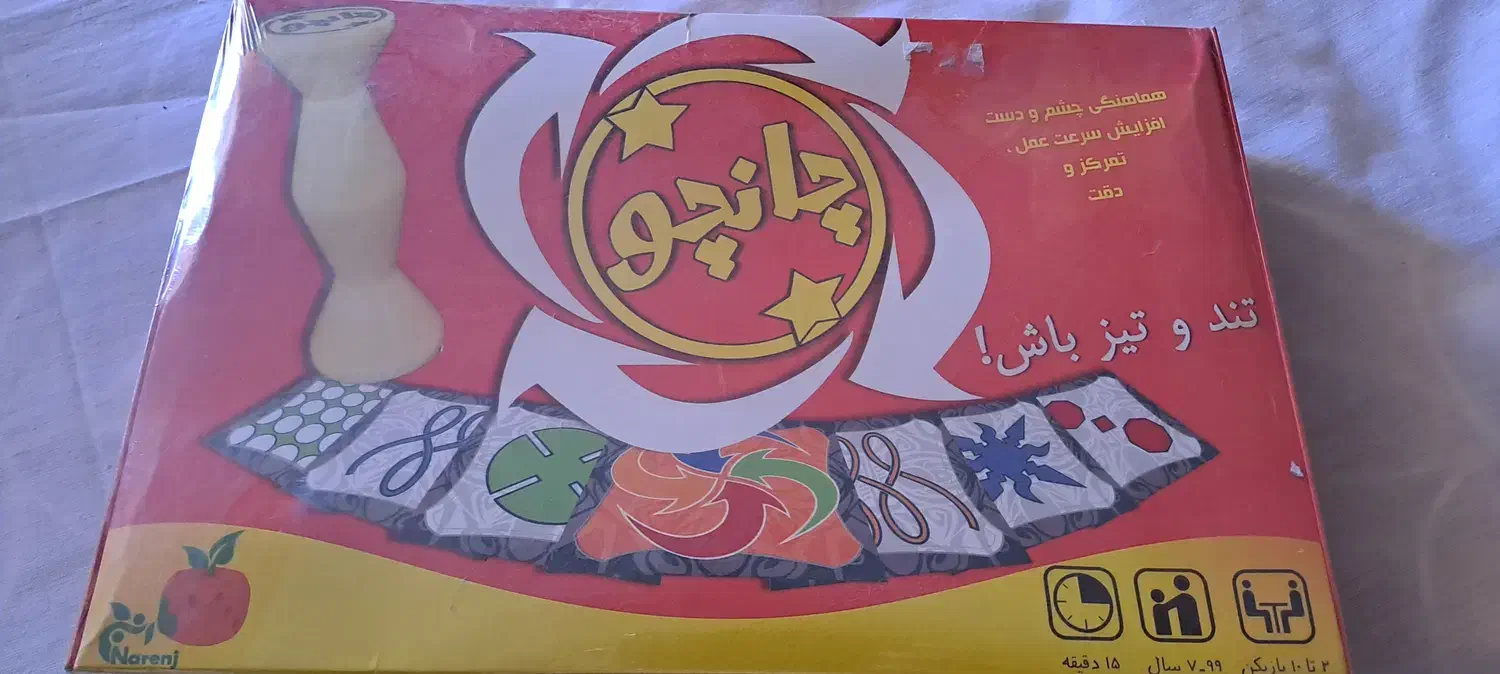 چانچو
هماهنگی چشم و دست
افزایش سرعت عمل،
تمرکز و
دقت
تند و تیز باش!
نارنج
Narenj
۲ تا ۱۰ بازیکن
۷-۹۹ سال
۱۵ دقیقه